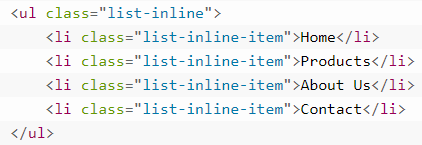 <ul class="list-inline">
    <li class="list-inline-item">Home</li>
    <li class="list-inline-item">Products</li>
    <li class="list-inline-item">About Us</li>
    <li class="list-inline-item">Contact</li>
</ul>